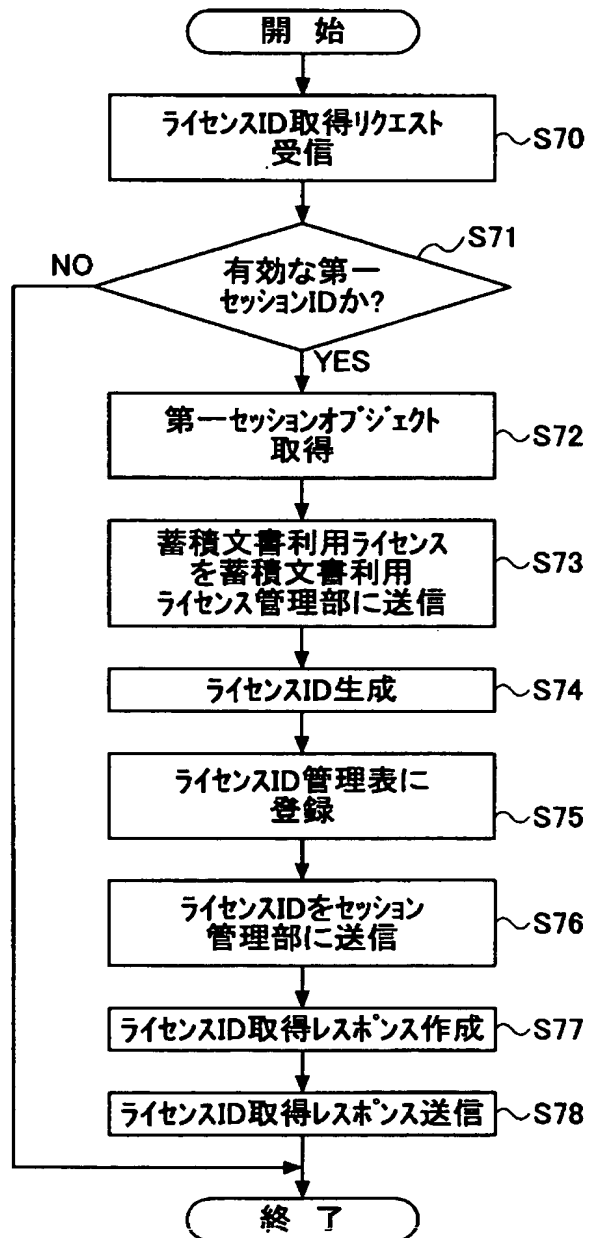 開 始
ライセンスID取得リクエスト
受信
S70
S71
有効な第一
セッションIDか?
NO
YES
第一セッションオブジェクト
取得
S72
蓄積文書利用ライセンス
を蓄積文書利用
ライセンス管理部に送信
S73
ライセンスID生成
S74
ライセンスID管理表に
登録
S75
ライセンスIDをセッション
管理部に送信
S76
ライセンスID取得レスポンス作成
S77
ライセンスID取得レスポンス送信
S78
終 了